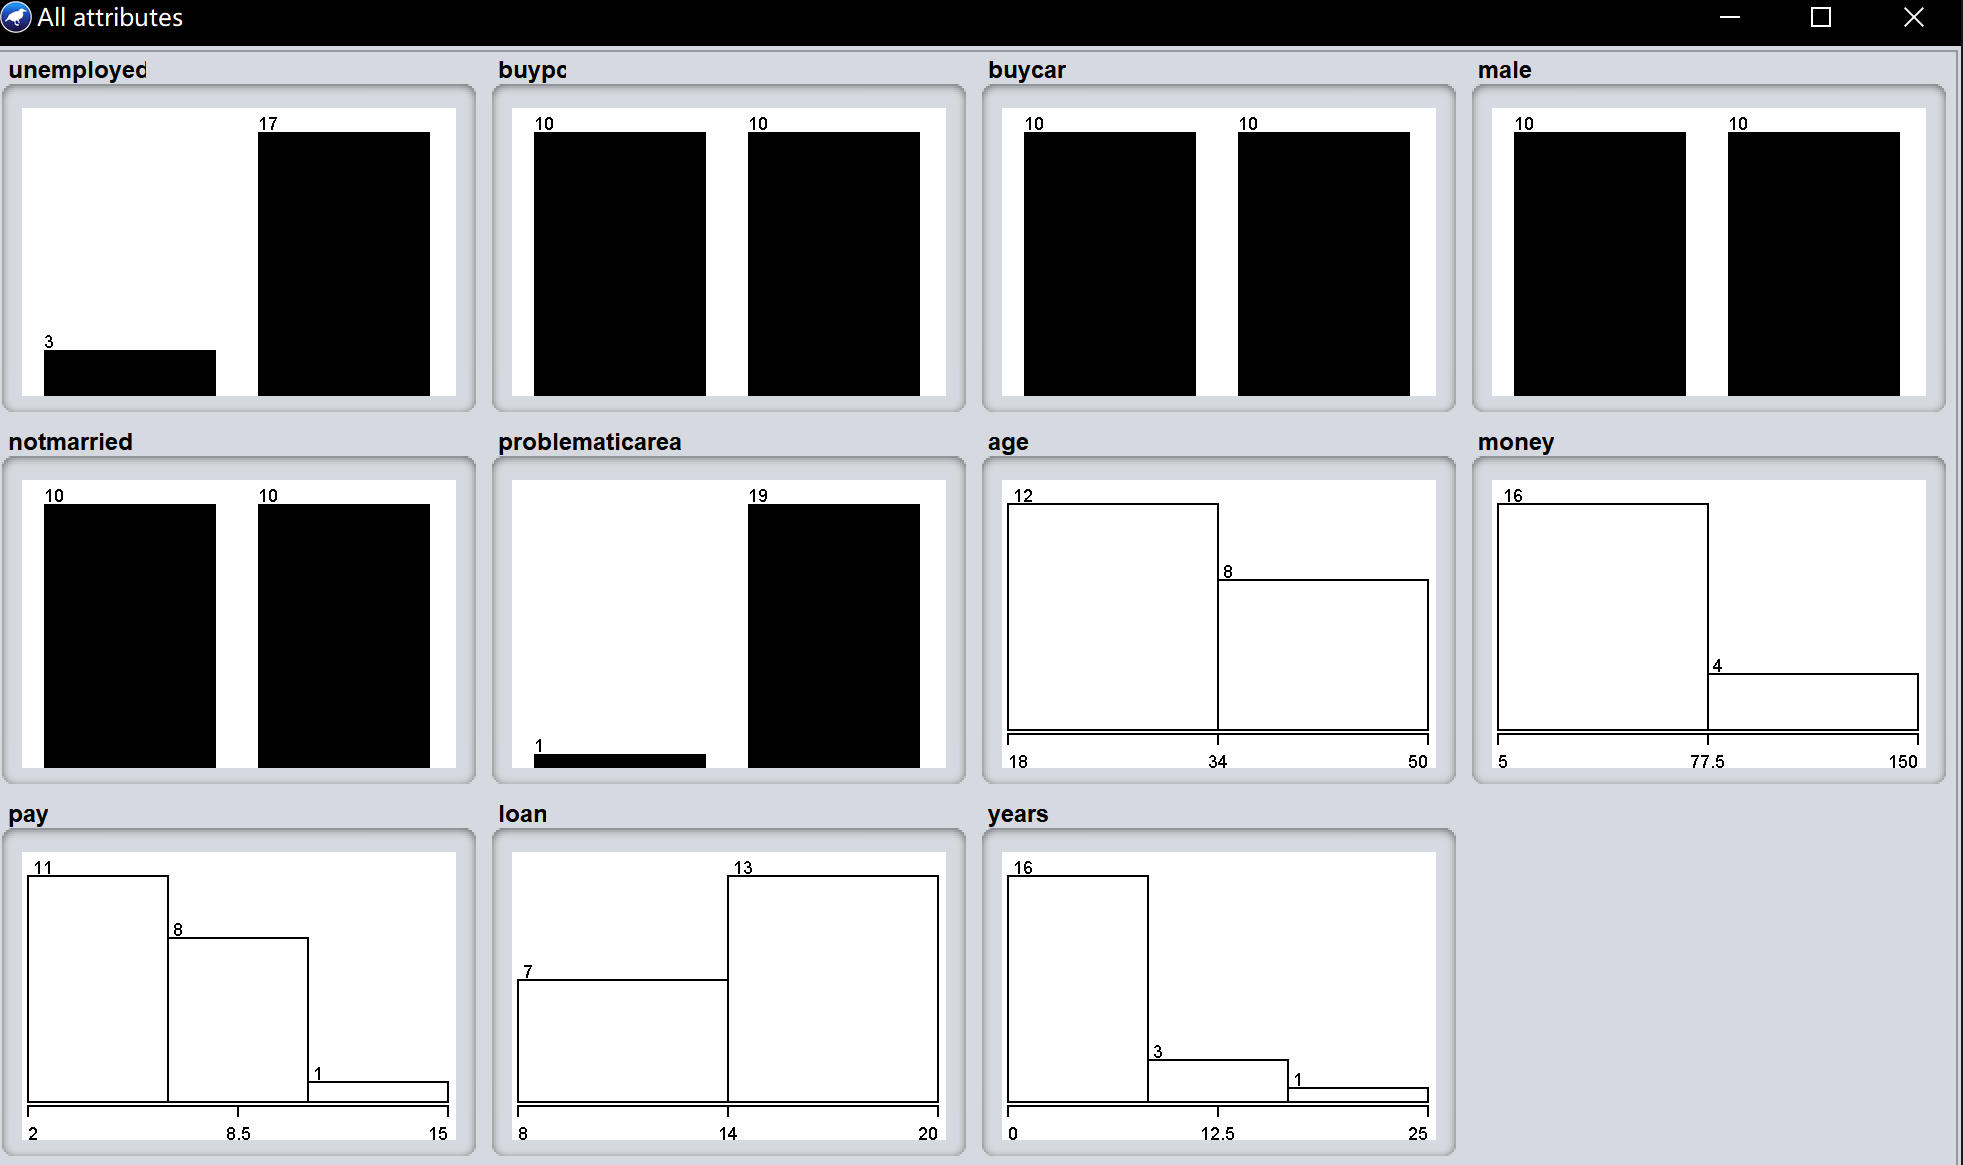 All attributes
unemployed buypc buycar male
17 10 10 10 10 10 10
3
notmarried problematicarea age money
10 10 19 12 16
8
4
1
18 34 50 5 77.5 150
pay loan years
11 13 16
8
7
3
1 1
2 8.5 15 8 14 20 0 12.5 25